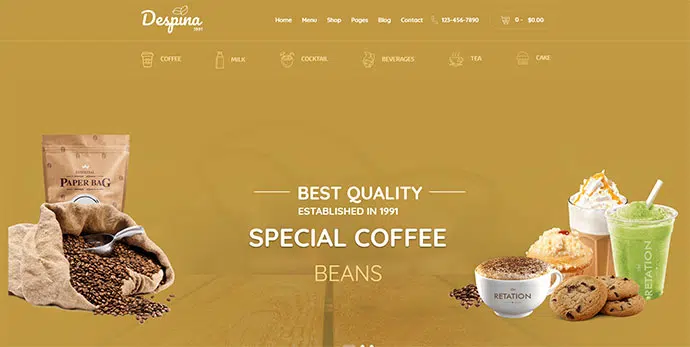 Despina
1991
Home Menu Shop Pages Blog Contact 123-456-7890 0 - $0.00
COFFEE MILK COCKTAIL BEVERAGES TEA CAKE
PAPER BAG
BEST QUALITY
ESTABLISHED IN 1991
SPECIAL COFFEE
BEANS
RETATION
RETATION